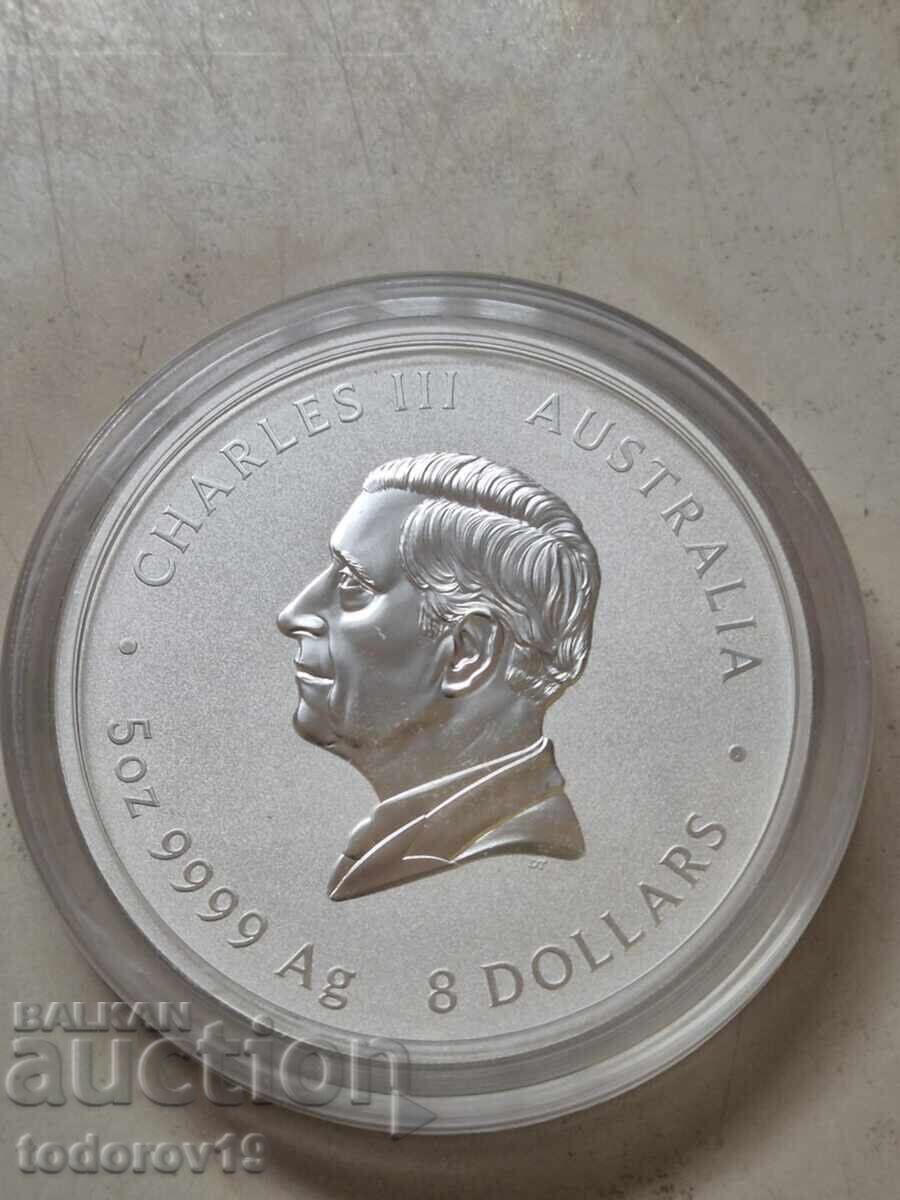 CHARLES III AUSTRALIA
5oz 9999 Ag 8 DOLLARS
BALKAN
auction
todorov19